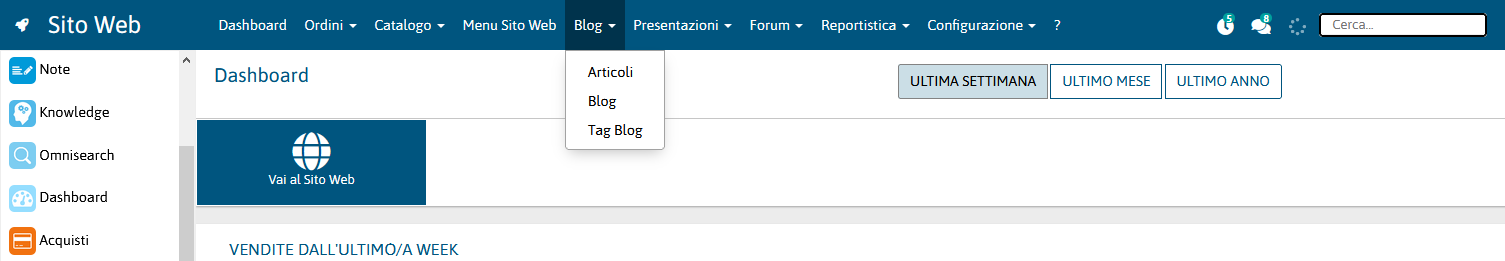 Sito Web Dashboard Ordini Catalogo Menu Sito Web Blog Presentazioni Forum Reportistica Configurazione ? 5 8 Cerca...
Note
Knowledge
Omnisearch
Dashboard
Acquisti
Articoli
Blog
Tag Blog
Dashboard
ULTIMA SETTIMANA ULTIMO MESE ULTIMO ANNO
Vai al Sito Web
VENDITE DALL'ULTIMO/A WEEK